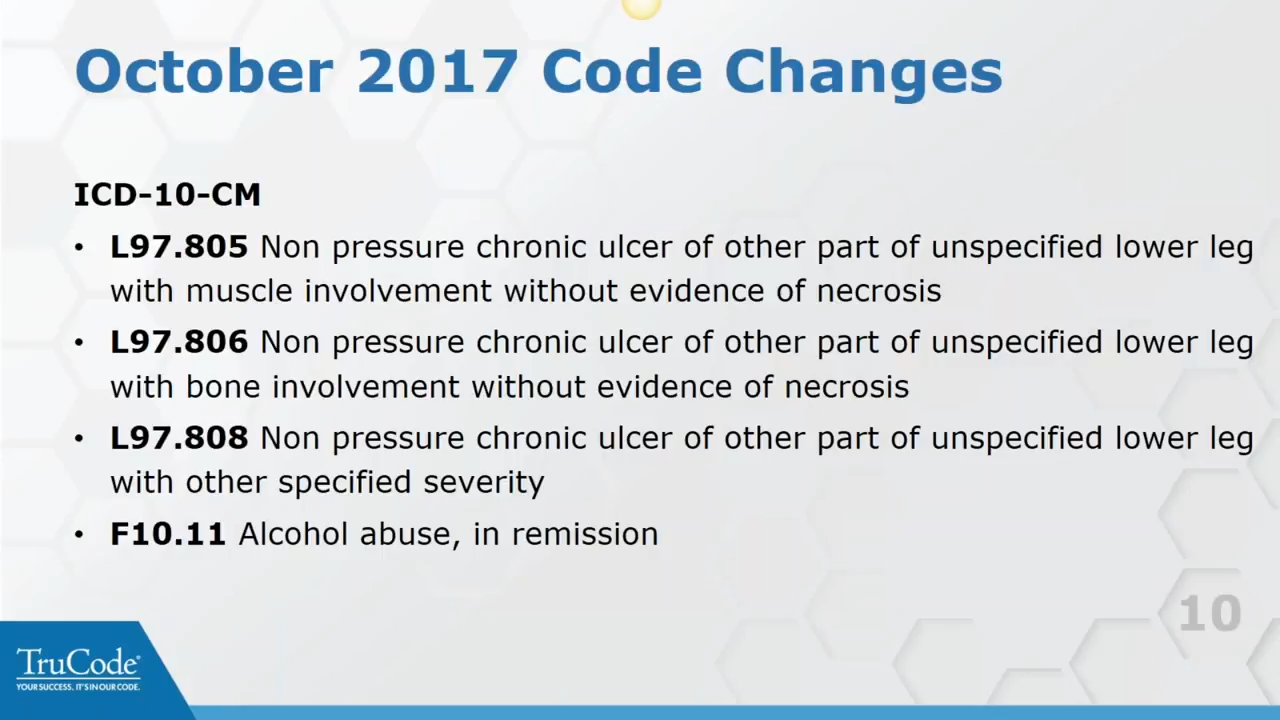 October 2017 Code Changes
ICD-10-CM
• L97.805 Non pressure chronic ulcer of other part of unspecified lower leg
with muscle involvement without evidence of necrosis
• L97.806 Non pressure chronic ulcer of other part of unspecified lower leg
with bone involvement without evidence of necrosis
• L97.808 Non pressure chronic ulcer of other part of unspecified lower leg
with other specified severity
• F10.11 Alcohol abuse, in remission
10
TruCode®
YOUR SUCCESS. IT'S IN OUR CODE.